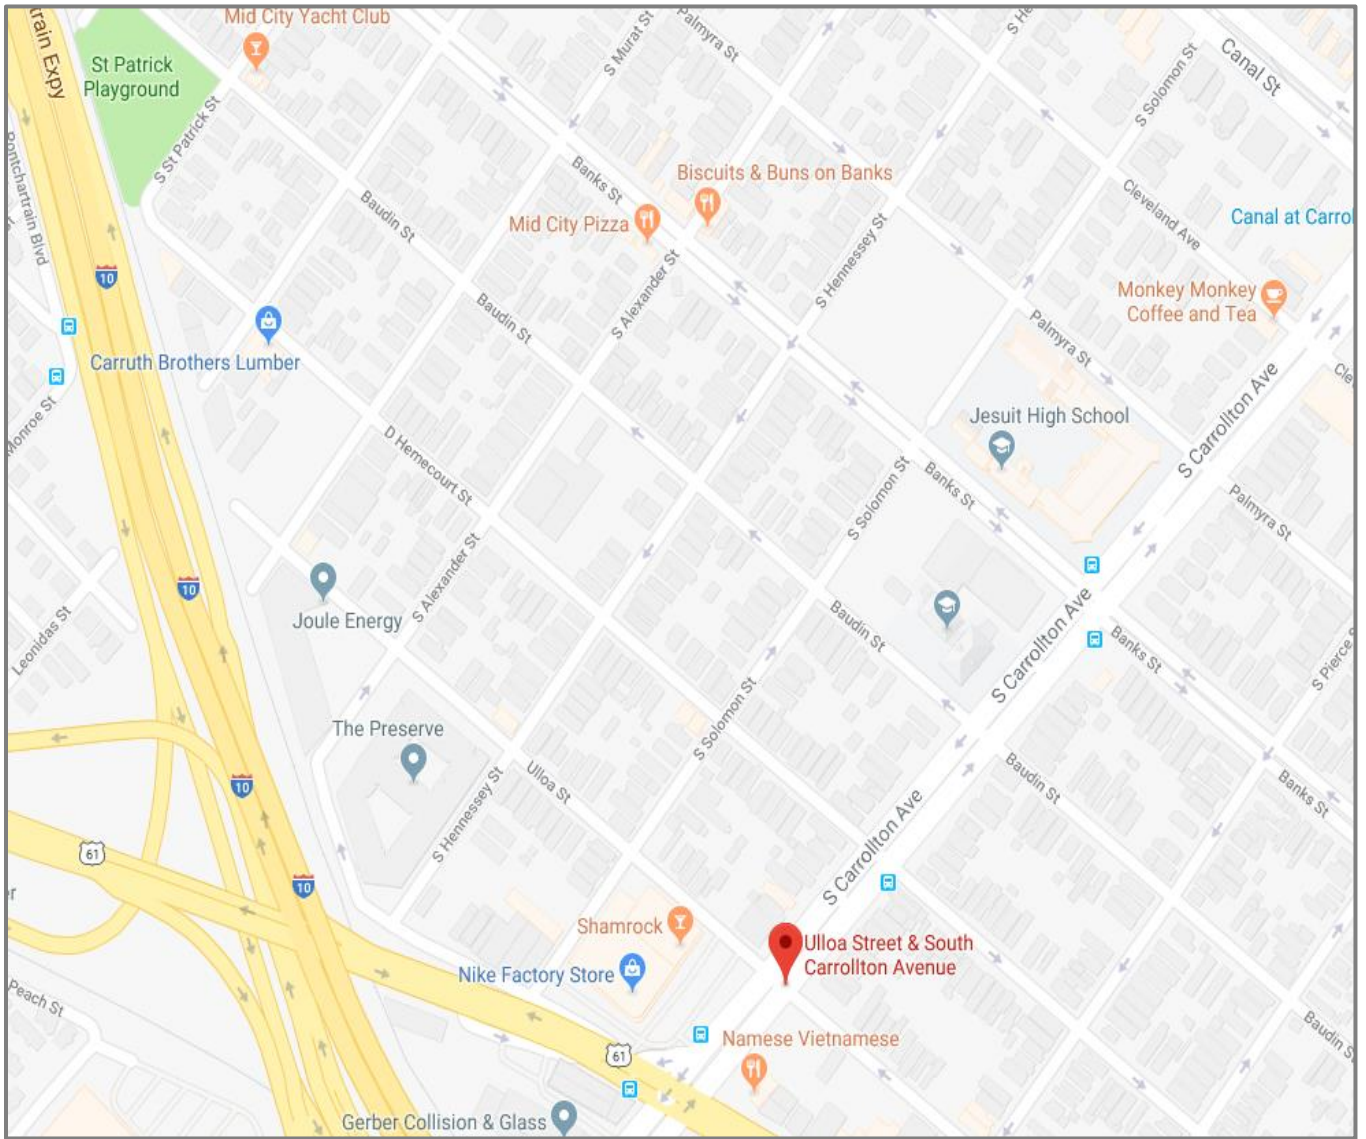 Mid City Yacht Club
train Expy
St Patrick
Playground
S St Patrick St
Pontchartrain Blvd
S Murat St
Palmyra St
S He
Canal St
S Solomon St
Banks St
Biscuits & Buns on Banks
Mid City Pizza
Baudin St
Cleveland Ave
Canal at Carrol
S Hennessey St
S Alexander St
10
Monkey Monkey
Coffee and Tea
Baudin St
Palmyra St
Carruth Brothers Lumber
S Carrollton Ave
Cle
Monroe St
Jesuit High School
D Hemecourt St
Banks St
S Solomon St
Palmyra St
S Alexander St
10
Joule Energy
Leonidas St
Baudin St
S Carrollton Ave
Banks St
S Pierce S
S Solomon St
The Preserve
Ulloa St
Baudin St
Banks St
10
S Hennessey St
S Carrollton Ave
61
10
r
Shamrock
Ulloa Street & South
Carrollton Avenue
Nike Factory Store
Peach St
Baudin S
Namese Vietnamese
61
Gerber Collision & Glass